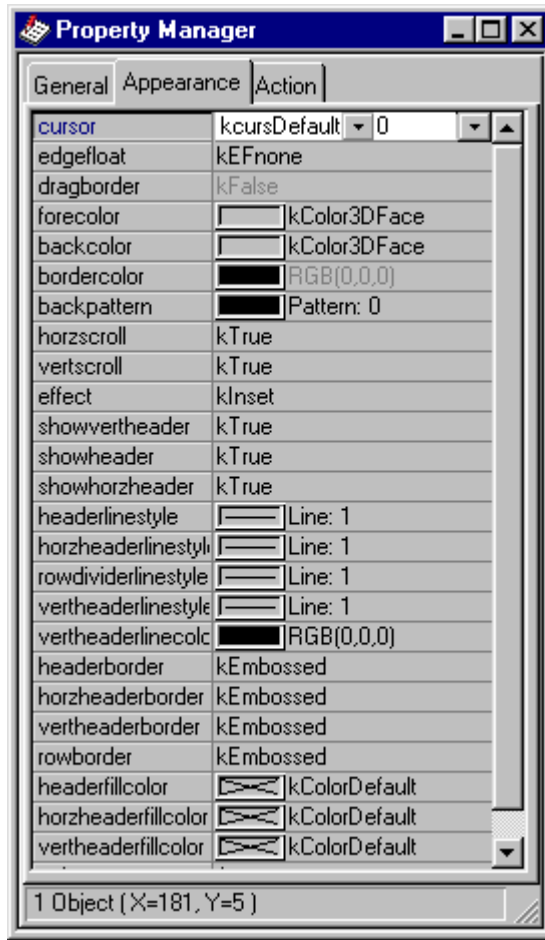 Property Manager
General Appearance Action
cursor kcursDefault 0
edgefloat kEFnone
dragborder kFalse
forecolor kColor3DFace
backcolor kColor3DFace
bordercolor RGB(0,0,0)
backpattern Pattern: 0
horzscroll kTrue
vertscroll kTrue
effect kInset
showvertheader kTrue
showheader kTrue
showhorzheader kTrue
headerlinestyle Line: 1
horzheaderlinestyl Line: 1
rowdividerlinestyle Line: 1
vertheaderlinestyle Line: 1
vertheaderlinecolc RGB(0,0,0)
headerborder kEmbossed
horzheaderborder kEmbossed
vertheaderborder kEmbossed
rowborder kEmbossed
headerfillcolor kColorDefault
horzheaderfillcolor kColorDefault
vertheaderfillcolor kColorDefault
1 Object ( X=181, Y=5 )